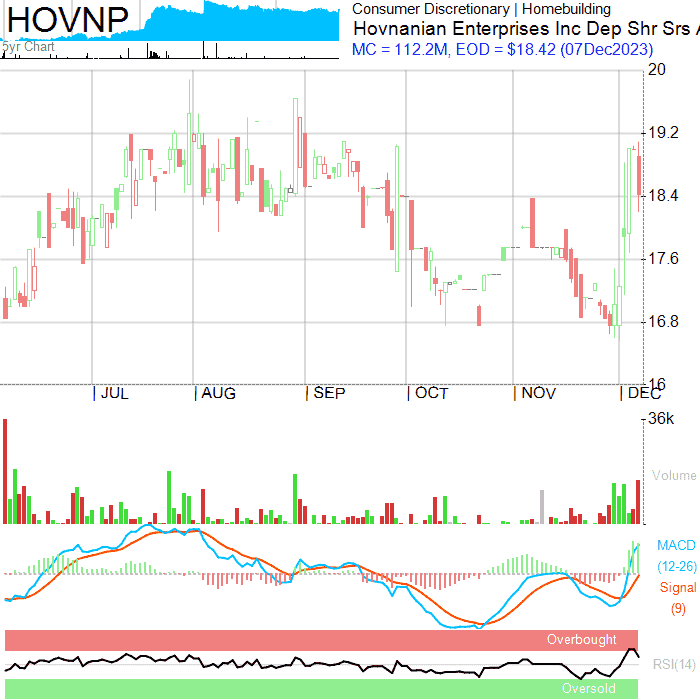 HOVNP
Consumer Discretionary | Homebuilding
Hovnanian Enterprises Inc Dep Shr Srs A
MC = 112.2M, EOD = $18.42 (07Dec2023)
5yr Chart
20
19.2
18.4
17.6
16.8
16
JUL
AUG
SEP
OCT
NOV
DEC
36k
Volume
MACD
(12-26)
Signal
(9)
Overbought
RSI(14)
Oversold